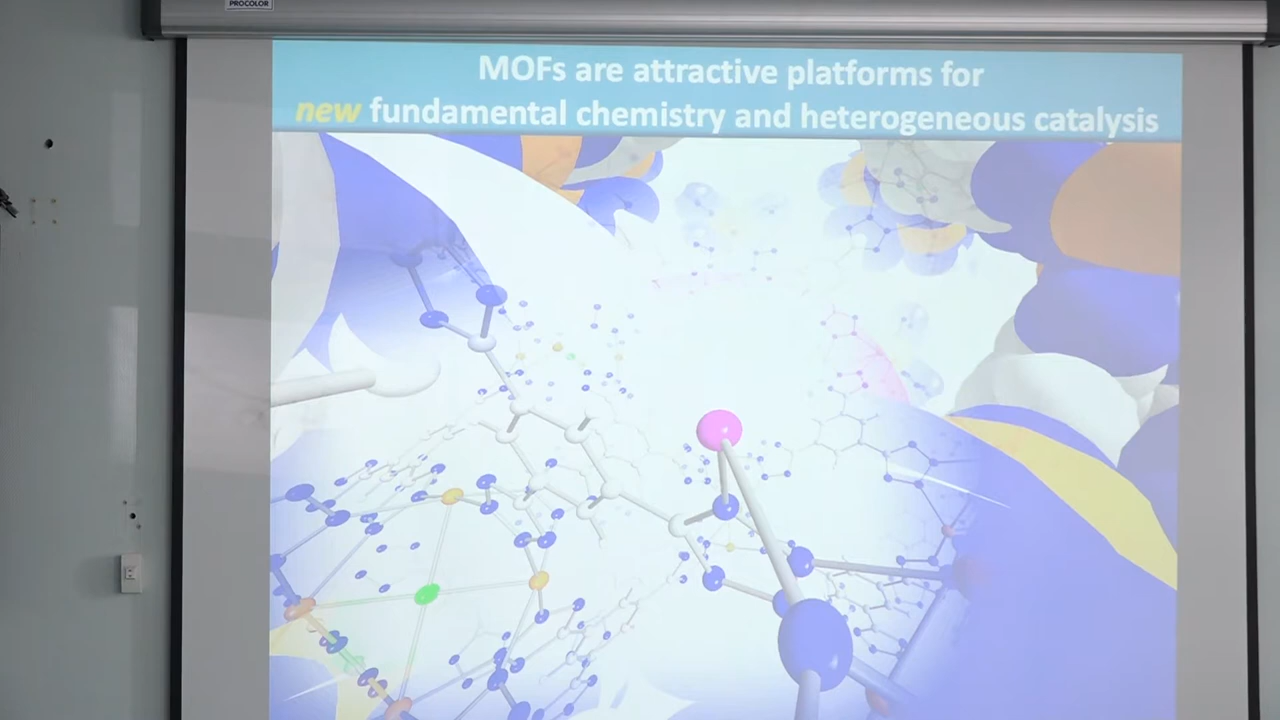 PROCOLOR
MOFs are attractive platforms for
new fundamental chemistry and heterogeneous catalysis